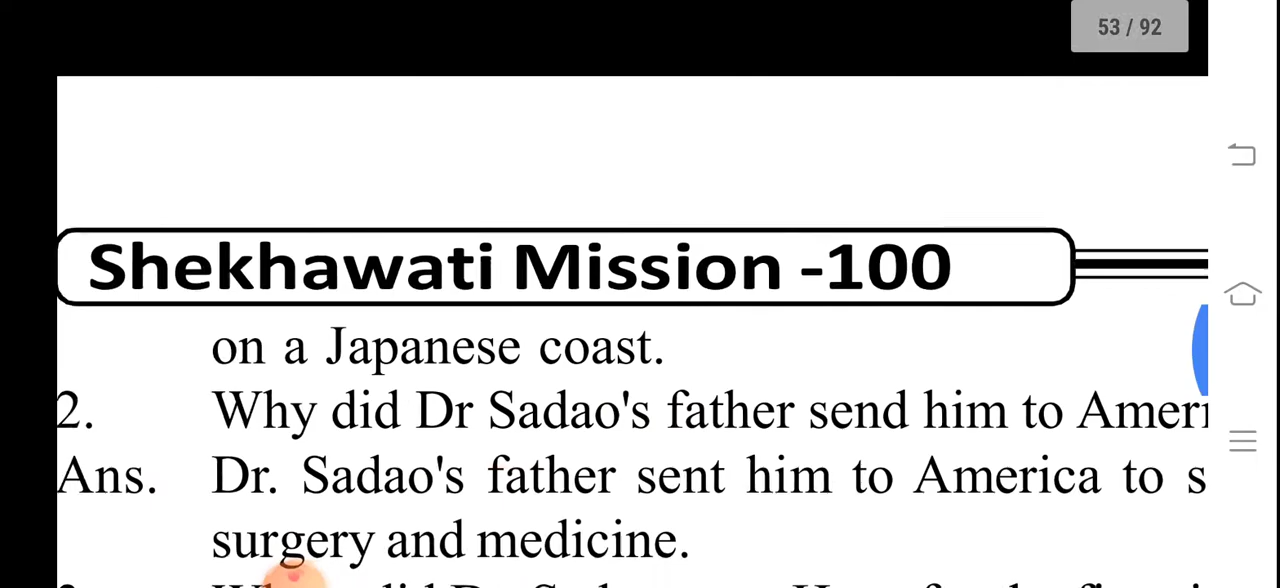 53 / 92
Shekhawati Mission -100
on a Japanese coast.
2. Why did Dr Sadao's father send him to
Ans. Dr. Sadao's father sent him to America to
surgery and medicine.